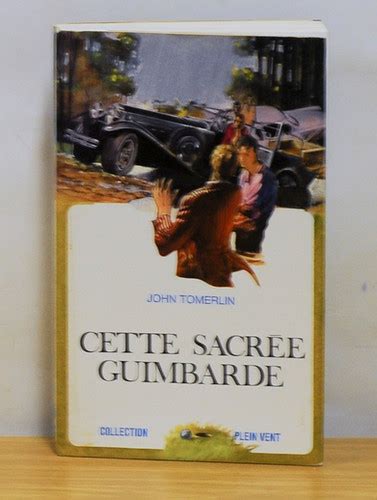 JOHN TOMERLIN
CETTE SACRÉE
GUIMBARDE
COLLECTION PLEIN VENT